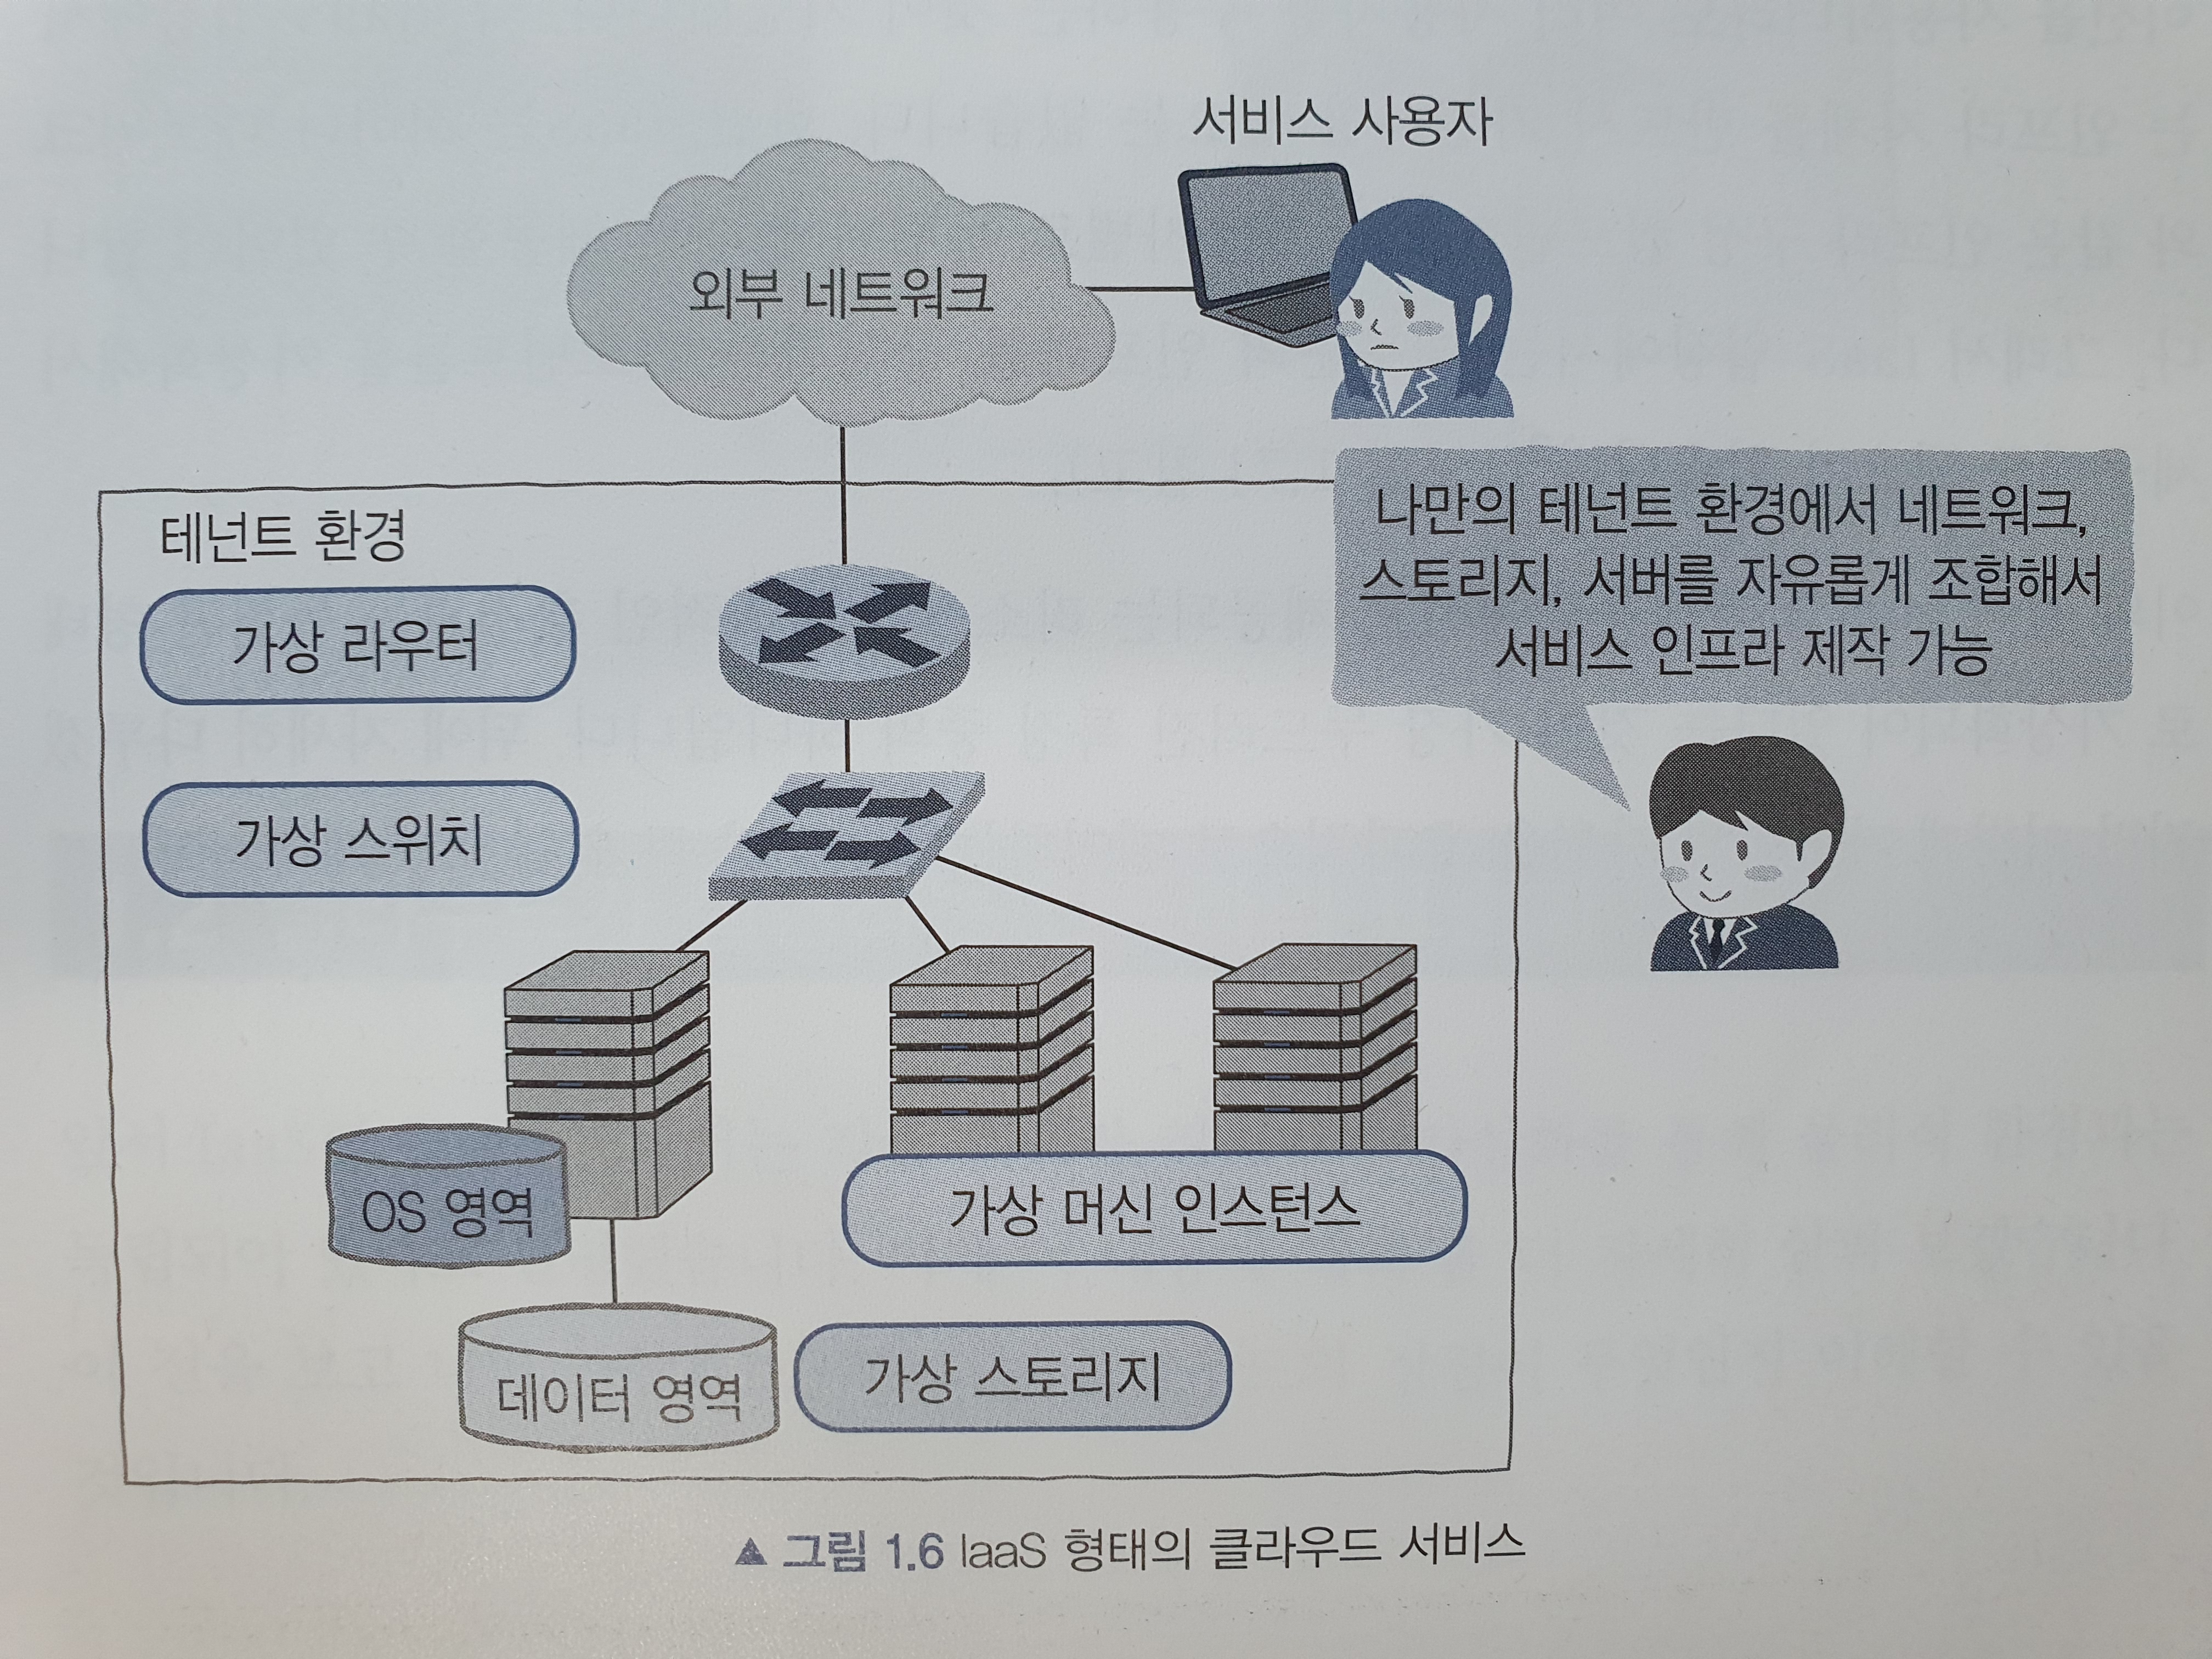 서비스 사용자
외부 네트워크
테넌트 환경
나만의 테넌트 환경에서 네트워크,
스토리지, 서버를 자유롭게 조합해서
서비스 인프라 제작 가능
가상 라우터
가상 스위치
OS 영역
가상 머신 인스턴스
데이터 영역
가상 스토리지
▲ 그림 1.6 IaaS 형태의 클라우드 서비스